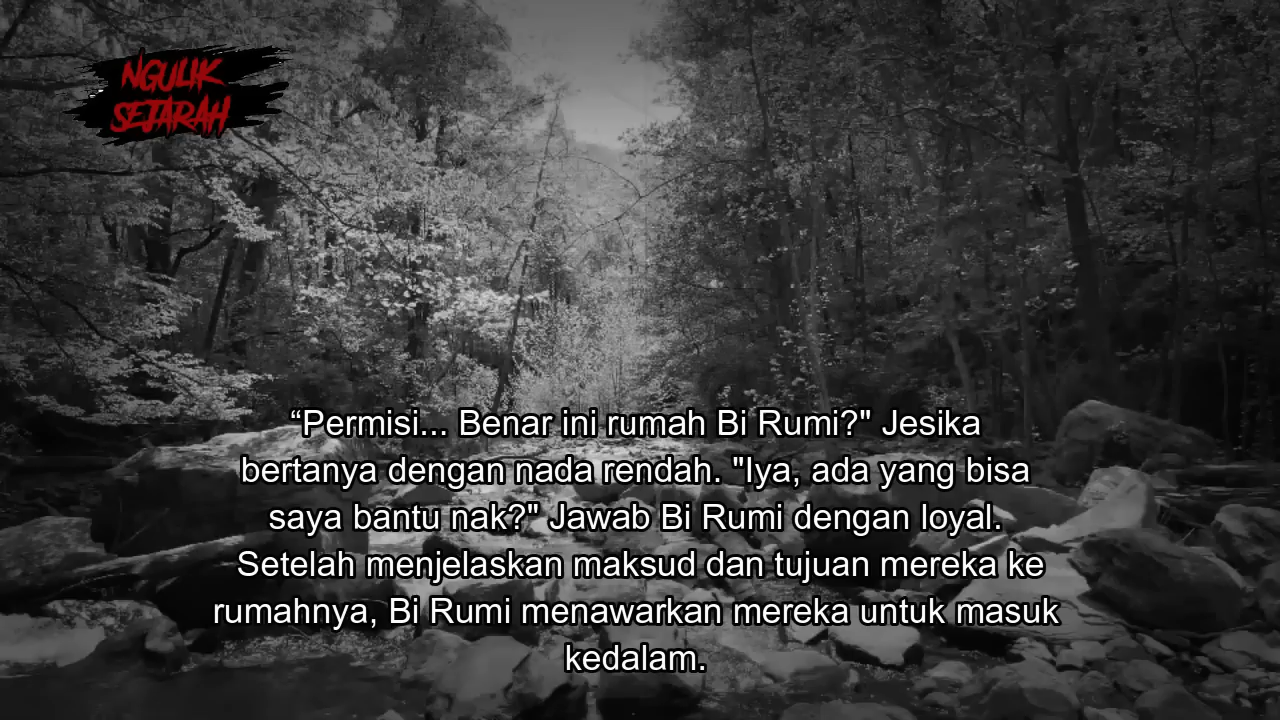 NGULIK
SEJARAH
“Permisi... Benar ini rumah Bi Rumi?" Jesika
bertanya dengan nada rendah. "Iya, ada yang bisa
saya bantu nak?" Jawab Bi Rumi dengan loyal.
Setelah menjelaskan maksud dan tujuan mereka ke
rumahnya, Bi Rumi menawarkan mereka untuk masuk
kedalam.